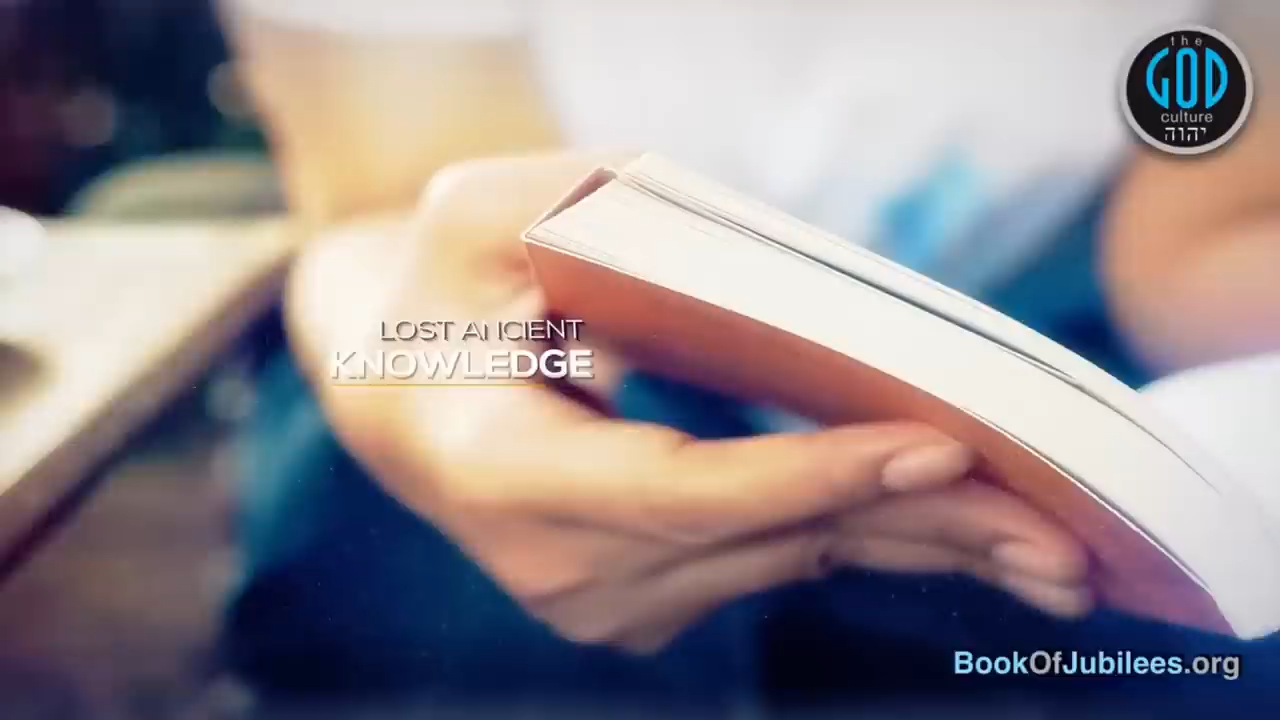 the
GOD
culture
יהוה
LOST ANCIENT
KNOWLEDGE
BookOfJubilees.org